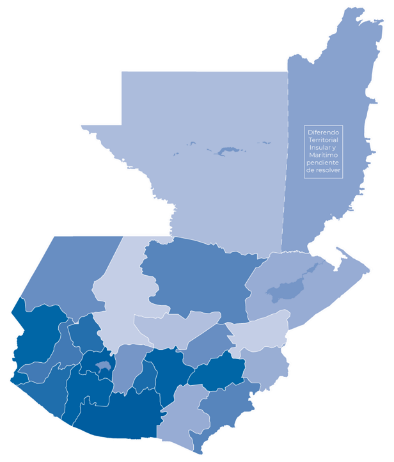 Diferendo
Territorial
Insular y
Marítimo
pendiente
de resolver